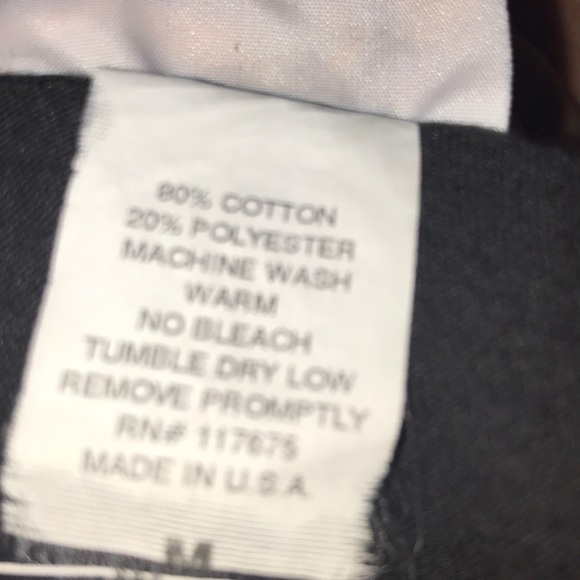 80% COTTON
20% POLYESTER
MACHINE WASH
WARM
NO BLEACH
TUMBLE DRY LOW
REMOVE PROMPTLY
RN# 117675
MADE IN U.S.A
M